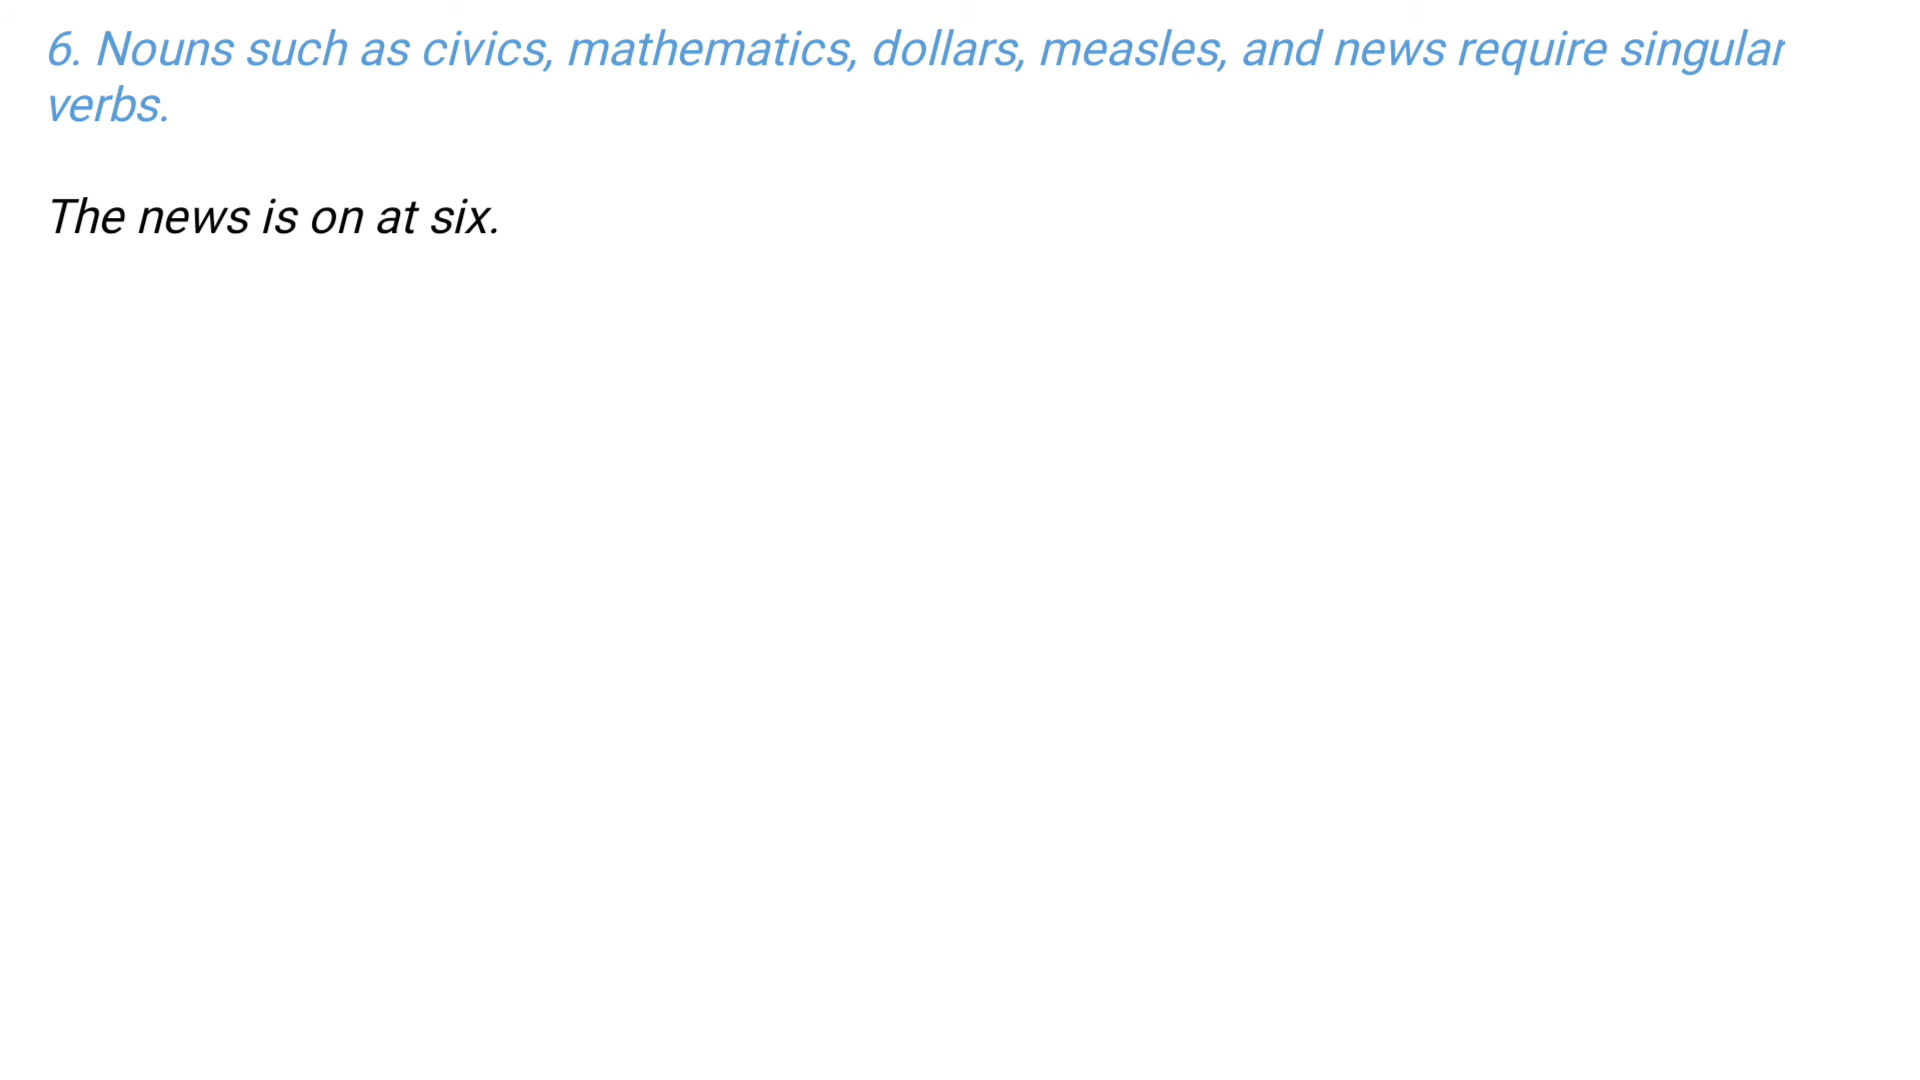 6. Nouns such as civics, mathematics, dollars, measles, and news require singular
verbs.
The news is on at six.